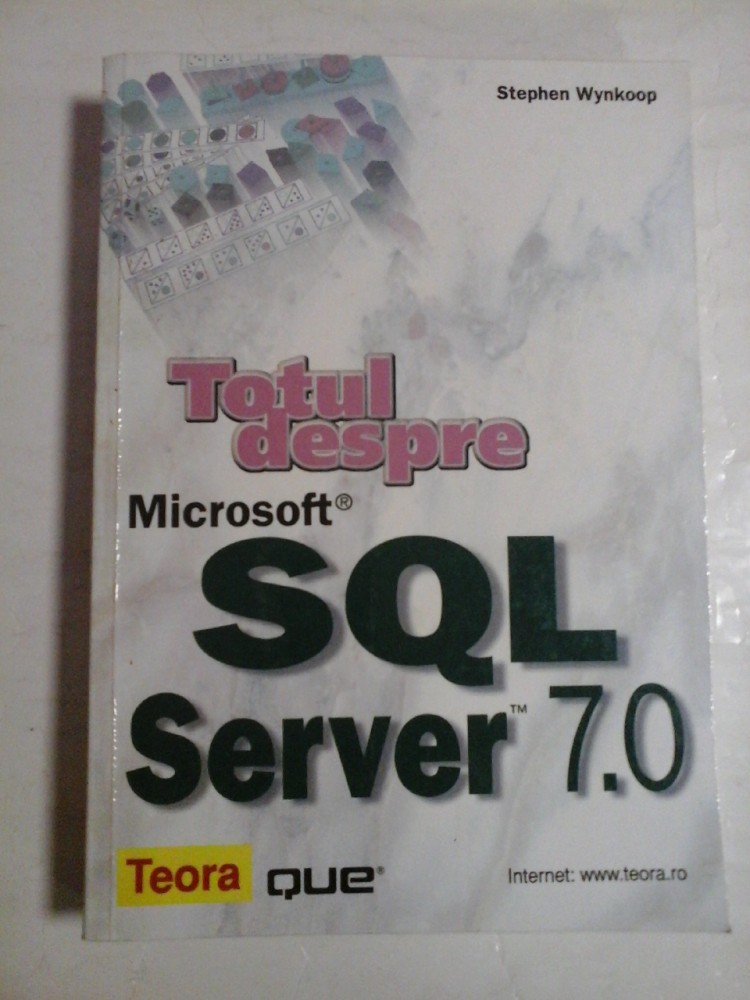 Stephen Wynkoop
Totul
despre
Microsoft®
SQL
Server™ 7.0
Teora que® Internet: www.teora.ro